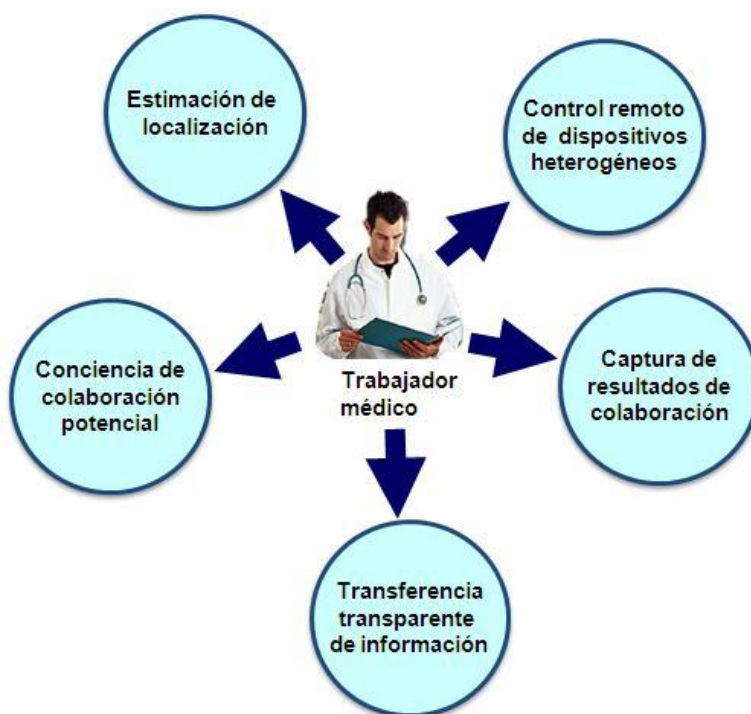 Estimación de
localización
Control remoto
de dispositivos
heterogéneos
Conciencia de
colaboración
potencial
Trabajador
médico
Captura de
resultados de
colaboración
Transferencia
transparente
de información